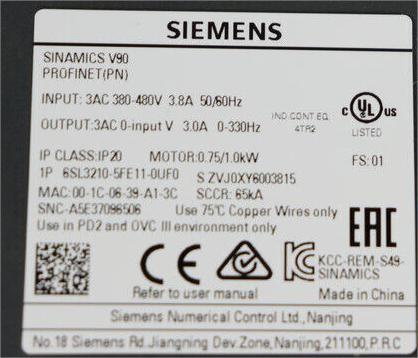 SIEMENS
SINAMICS V90
PROFINET(PN)
INPUT: 3AC 380-480V 3.8A 50/60Hz
OUTPUT:3AC 0-input V 3.0A 0-330Hz
IND.CONT.EQ.
4TR2
c UL us
LISTED
IP CLASS:IP20 MOTOR:0.75/1.0kW FS: 01
1P 6SL3210-5FE11-0UF0 S ZVJ0XY6003815
MAC:00-1C-06-39-A1-3C SCCR: 65kA
SNC-A5E37096506 Use 75℃ Copper Wires only
Use in PD2 and OVC III environment only
EAC
CE
KC
KCC-REM-S49-
SINAMICS
Refer to user manual Made in China
Siemens Numerical Control Ltd., Nanjing
No.18 Siemens Rd.Jiangning Dev.Zone, Nanjing,211100, P.R.C